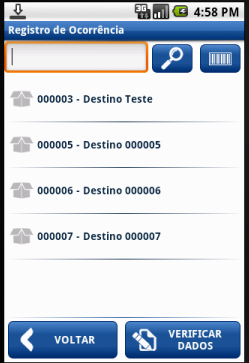 3G 4:58 PM
Registro de Ocorrência
000003 - Destino Teste
000005 - Destino 000005
000006 - Destino 000006
000007 - Destino 000007
VOLTAR
VERIFICAR
DADOS